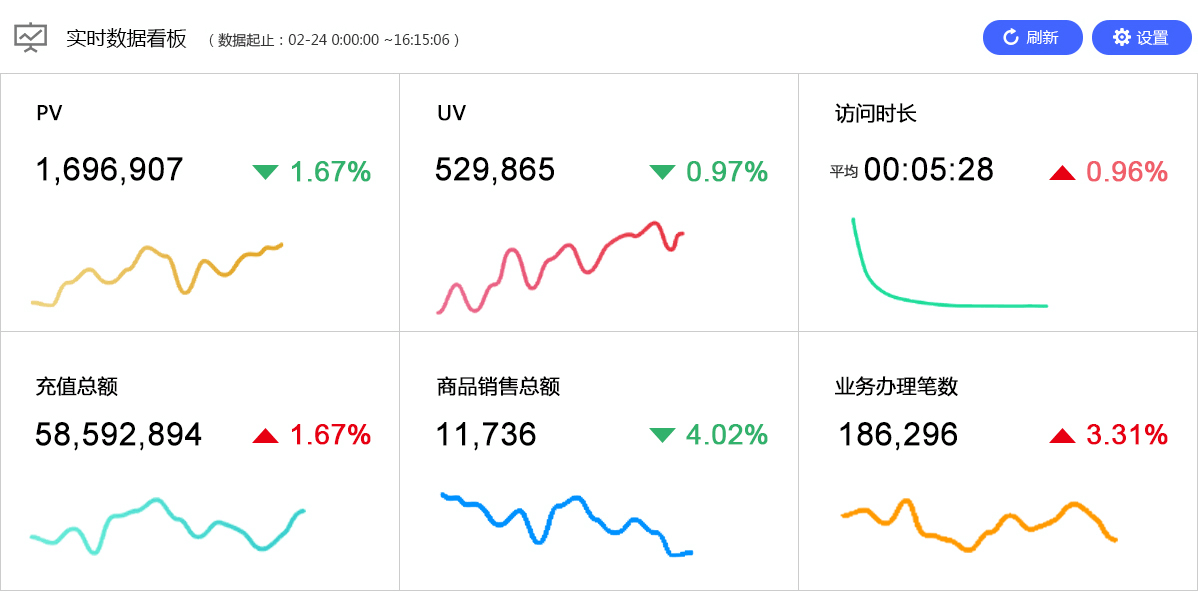 实时数据看板 （ 数据起止：02-24 0:00:00 ~16:15:06 ） 刷新 设置
PV
1,696,907 1.67%
UV
529,865 0.97%
访问时长
平均 00:05:28 0.96%
充值总额
58,592,894 1.67%
商品销售总额
11,736 4.02%
业务办理笔数
186,296 3.31%